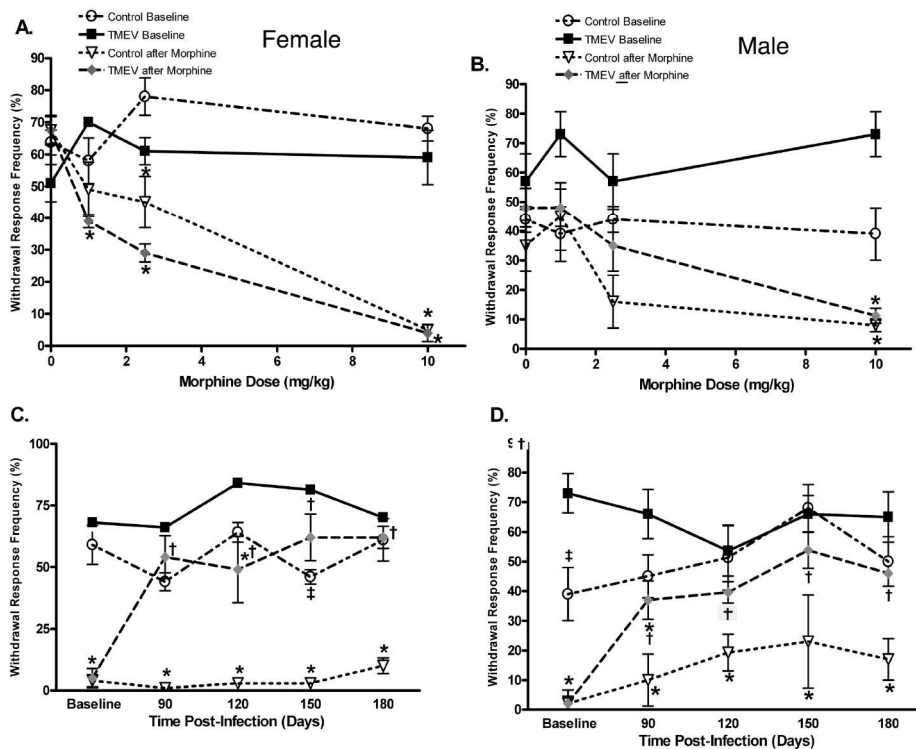 A.
Control Baseline
TMEV Baseline
Control after Morphine
TMEV after Morphine
Female
Withdrawal Response Frequency (%)
90
80
70
60
50
40
30
20
10
0
0 2 4 6 8 10
Morphine Dose (mg/kg)
* * * * *
B.
Control Baseline
TMEV Baseline
Control after Morphine
TMEV after Morphine
Male
Withdrawal Response Frequency (%)
90
80
70
60
50
40
30
20
10
0
0 2 4 6 8 10
Morphine Dose (mg/kg)
* *
C.
Withdrawal Response Frequency (%)
100
75
50
25
0
Baseline 90 120 150 180
Time Post-Infection (Days)
† *† † ‡ †
* * * * *
D.
Withdrawal Response Frequency (%)
9†
80
70
60
50
40
30
20
10
0
Baseline 90 120 150 180
Time Post-Infection (Days)
‡ * † † † †
* * * * *